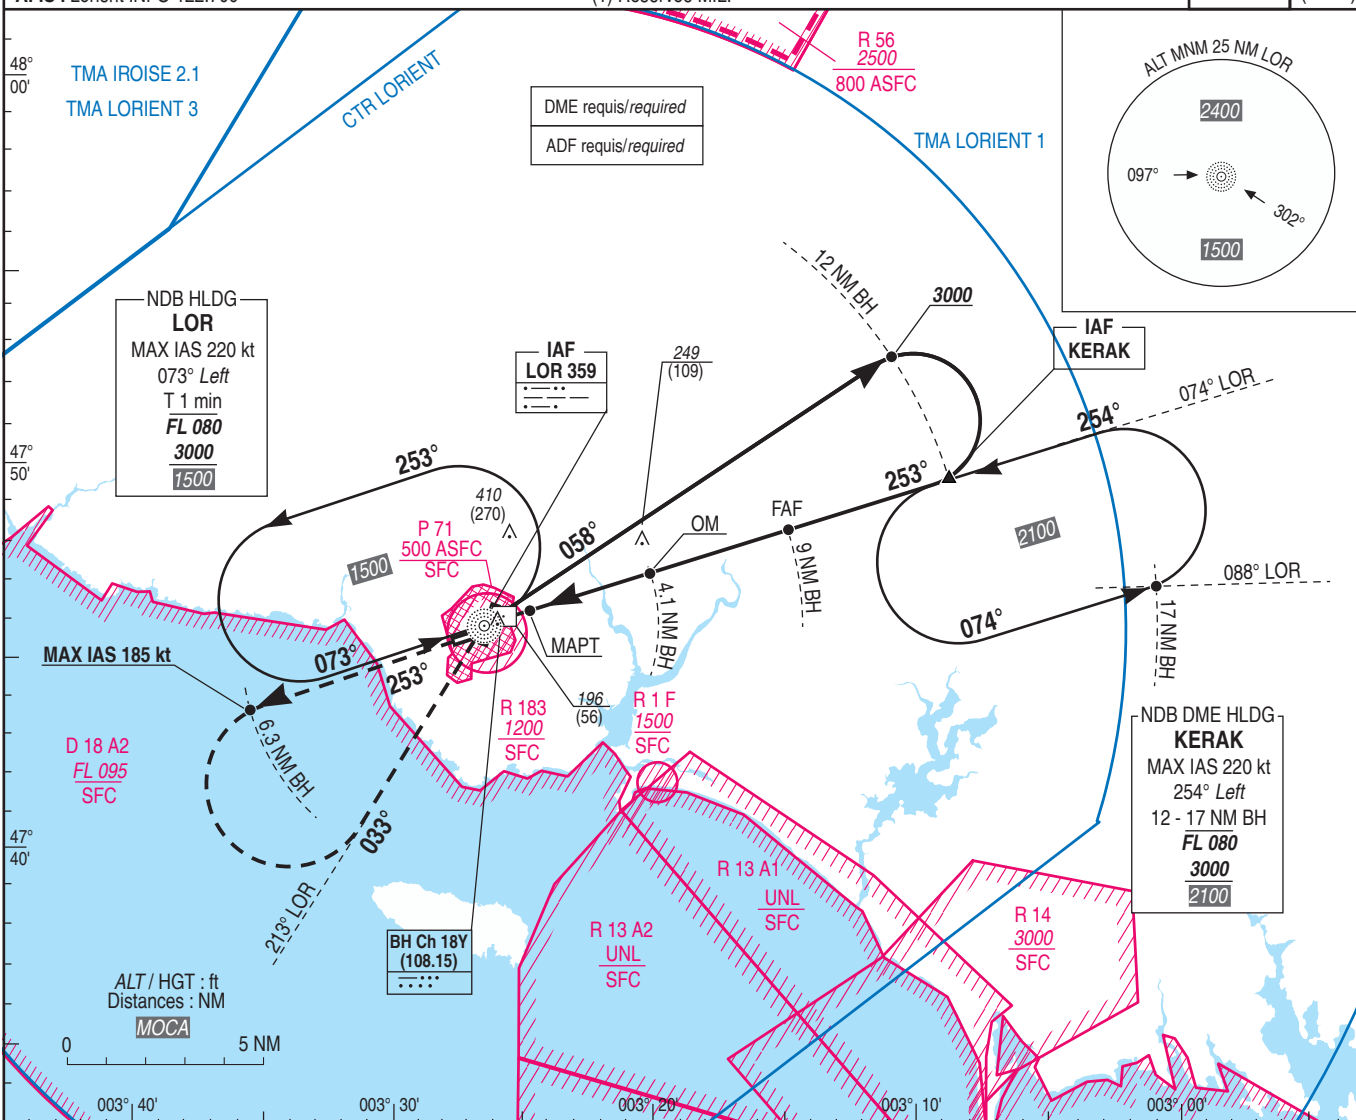 48°
00'
TMA IROISE 2.1
TMA LORIENT 3
CTR LORIENT
DME requis/required
ADF requis/required
R 56
2500
800 ASFC
TMA LORIENT 1
ALT MNM 25 NM LOR
2400
097°
302°
1500
NDB HLDG
LOR
MAX IAS 220 kt
073° Left
T 1 min
FL 080
3000
1500
12 NM BH
3000
IAF
LOR 359
249
(109)
IAF
KERAK
074° LOR
254°
47°
50'
253°
253°
410
(270)
058°
OM
FAF
2100
P 71
500 ASFC
SFC
1500
9 NM BH
4.1 NM BH
088° LOR
074°
17 NM BH
MAX IAS 185 kt
073°
253°
MAPT
196
(56)
R 183
1200
SFC
R 1 F
1500
SFC
6.3 NM BH
D 18 A2
FL 095
SFC
NDB DME HLDG
KERAK
MAX IAS 220 kt
254° Left
12 - 17 NM BH
FL 080
3000
2100
47°
40'
033°
213° LOR
R 13 A1
UNL
SFC
R 13 A2
UNL
SFC
R 14
3000
SFC
BH Ch 18Y
(108.15)
ALT / HGT : ft
Distances : NM
MOCA
0 5 NM
003° 40'
003° 30'
003° 20'
003° 10'
003° 00'